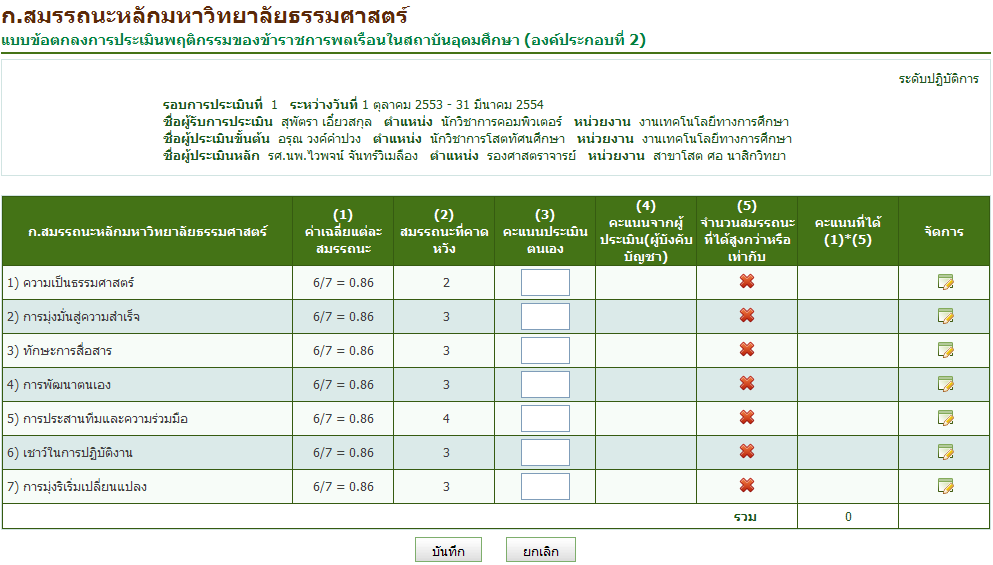 ก.สมรรถนะหลักมหาวิทยาลัยธรรมศาสตร์
แบบข้อตกลงการประเมินพฤติกรรมของข้าราชการพลเรือนในสถาบันอุดมศึกษา (องค์ประกอบที่ 2)
ระดับปฏิบัติการ
รอบการประเมินที่ 1 ระหว่างวันที่ 1 ตุลาคม 2553 - 31 มีนาคม 2554
ชื่อผู้รับการประเมิน สุพัตรา เอี่ยวสกุล ตำแหน่ง นักวิชาการคอมพิวเตอร์ หน่วยงาน งานเทคโนโลยีทางการศึกษา
ชื่อผู้ประเมินขั้นต้น อรุณ วงค์คำปวง ตำแหน่ง นักวิชาการโสตทัศนศึกษา หน่วยงาน งานเทคโนโลยีทางการศึกษา
ชื่อผู้ประเมินหลัก รศ.นพ.ไวพจน์ จันทร์วิเมลือง ตำแหน่ง รองศาสตราจารย์ หน่วยงาน สาขาโสต ศอ นาสิกวิทยา
ก.สมรรถนะหลักมหาวิทยาลัยธรรมศาสตร์
(1)
ค่าเฉลี่ยแต่ละ
สมรรถนะ
(2)
สมรรถนะที่คาด
หวัง
(3)
คะแนนประเมิน
ตนเอง
(4)
คะแนนจากผู้
ประเมิน(ผู้บังคับ
บัญชา)
(5)
จำนวนสมรรถนะ
ที่ได้สูงกว่าหรือ
เท่ากับ
คะแนนที่ได้
(1)*(5)
จัดการ
1) ความเป็นธรรมศาสตร์ 6/7 = 0.86 2
2) การมุ่งมั่นสู่ความสำเร็จ 6/7 = 0.86 3
3) ทักษะการสื่อสาร 6/7 = 0.86 3
4) การพัฒนาตนเอง 6/7 = 0.86 3
5) การประสานทีมและความร่วมมือ 6/7 = 0.86 4
6) เชาว์ในการปฏิบัติงาน 6/7 = 0.86 3
7) การมุ่งริเริ่มเปลี่ยนแปลง 6/7 = 0.86 3
รวม 0
บันทึก ยกเลิก